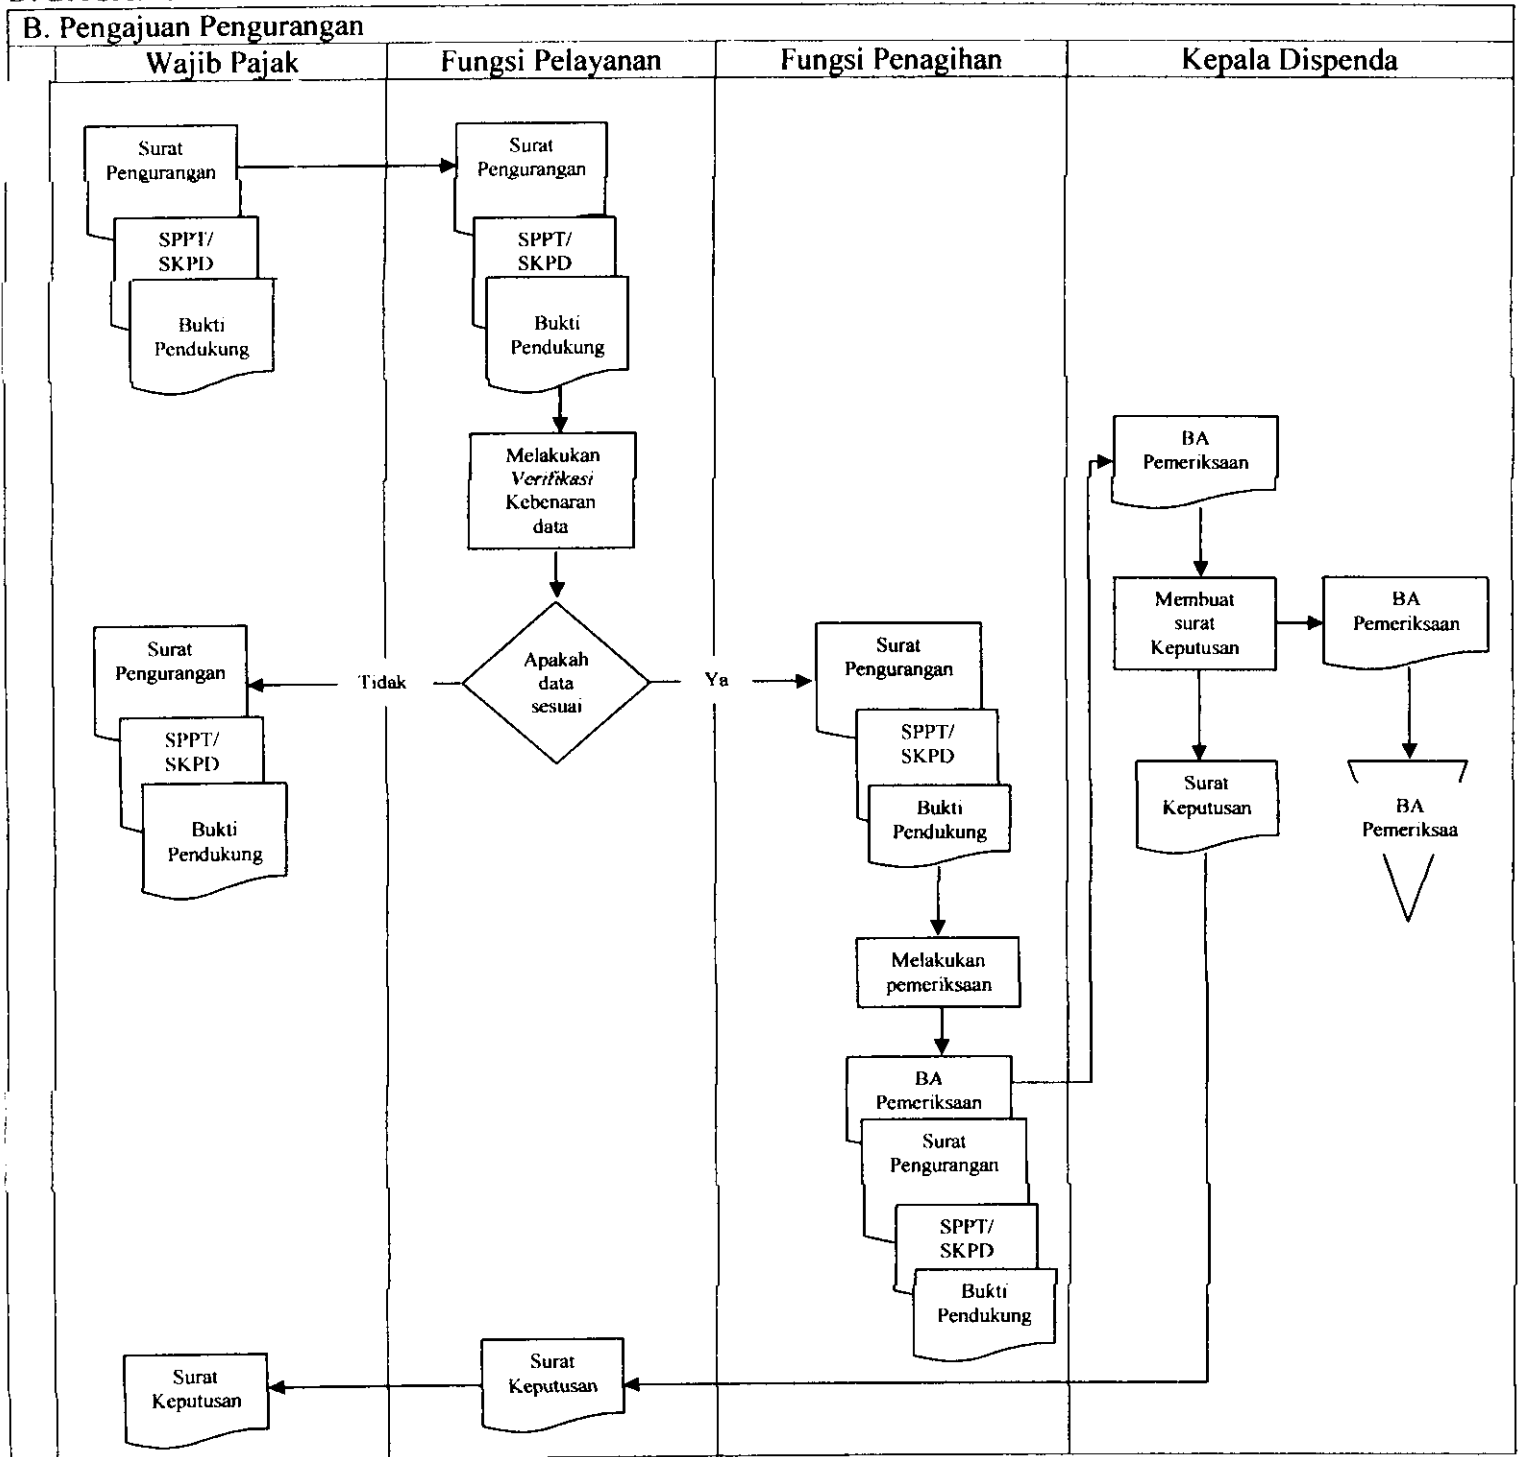 B. Pengajuan Pengurangan
Wajib Pajak
Fungsi Pelayanan
Fungsi Penagihan
Kepala Dispenda
Surat
Pengurangan
SPPT/
SKPD
Bukti
Pendukung
Surat
Pengurangan
SPPT/
SKPD
Bukti
Pendukung
Melakukan
Verifikasi
Kebenaran
data
Apakah
data
sesuai
Tidak
Ya
Surat
Pengurangan
SPPT/
SKPD
Bukti
Pendukung
Surat
Pengurangan
SPPT/
SKPD
Bukti
Pendukung
Melakukan
pemeriksaan
BA
Pemeriksaan
Surat
Pengurangan
SPPT/
SKPD
Bukti
Pendukung
BA
Pemeriksaan
Membuat
surat
Keputusan
BA
Pemeriksaan
Surat
Keputusan
BA
Pemeriksaa
Surat
Keputusan
Surat
Keputusan